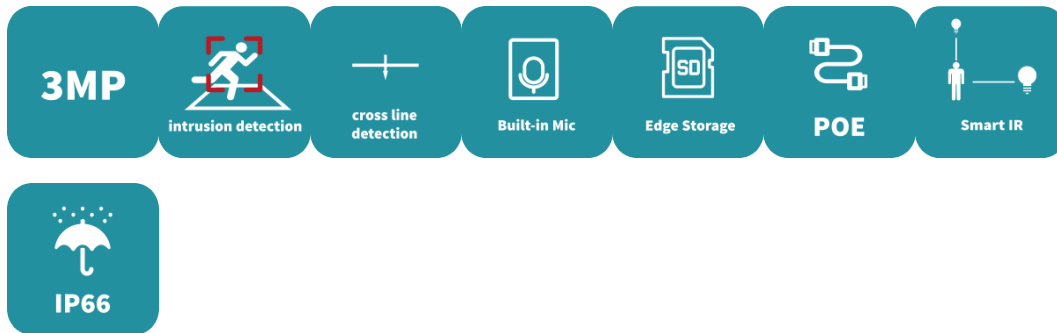 3MP
intrusion detection
cross line
detection
Built-in Mic
SD
Edge Storage
POE
Smart IR
IP66